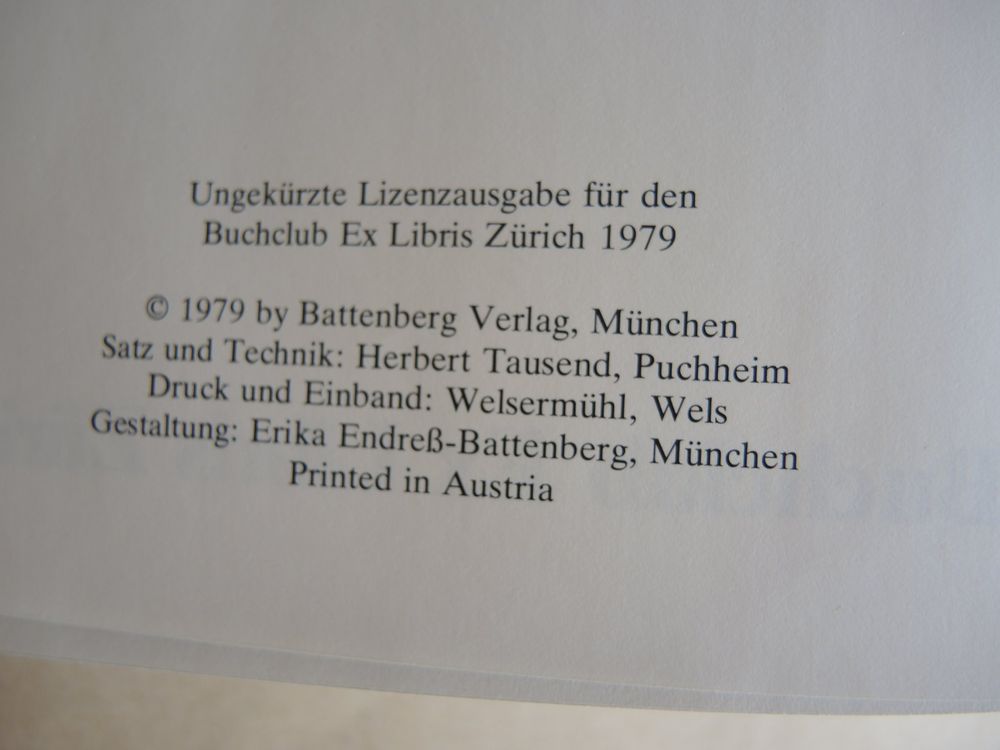 Ungekürzte Lizenzausgabe für den
Buchclub Ex Libris Zürich 1979
© 1979 by Battenberg Verlag, München
Satz und Technik: Herbert Tausend, Puchheim
Druck und Einband: Welsermühl, Wels
Gestaltung: Erika Endreß-Battenberg, München
Printed in Austria